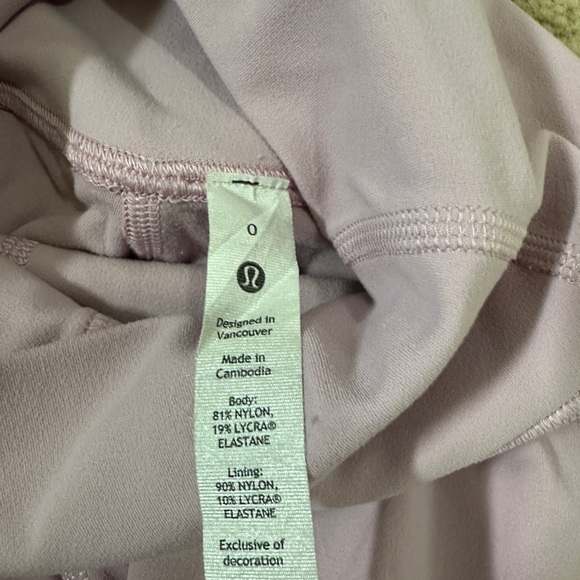 0
Designed in
Vancouver
Made in
Cambodia
Body:
81% NYLON,
19% LYCRA®
ELASTANE
Lining:
90% NYLON,
10% LYCRA®
ELASTANE
Exclusive of
decoration